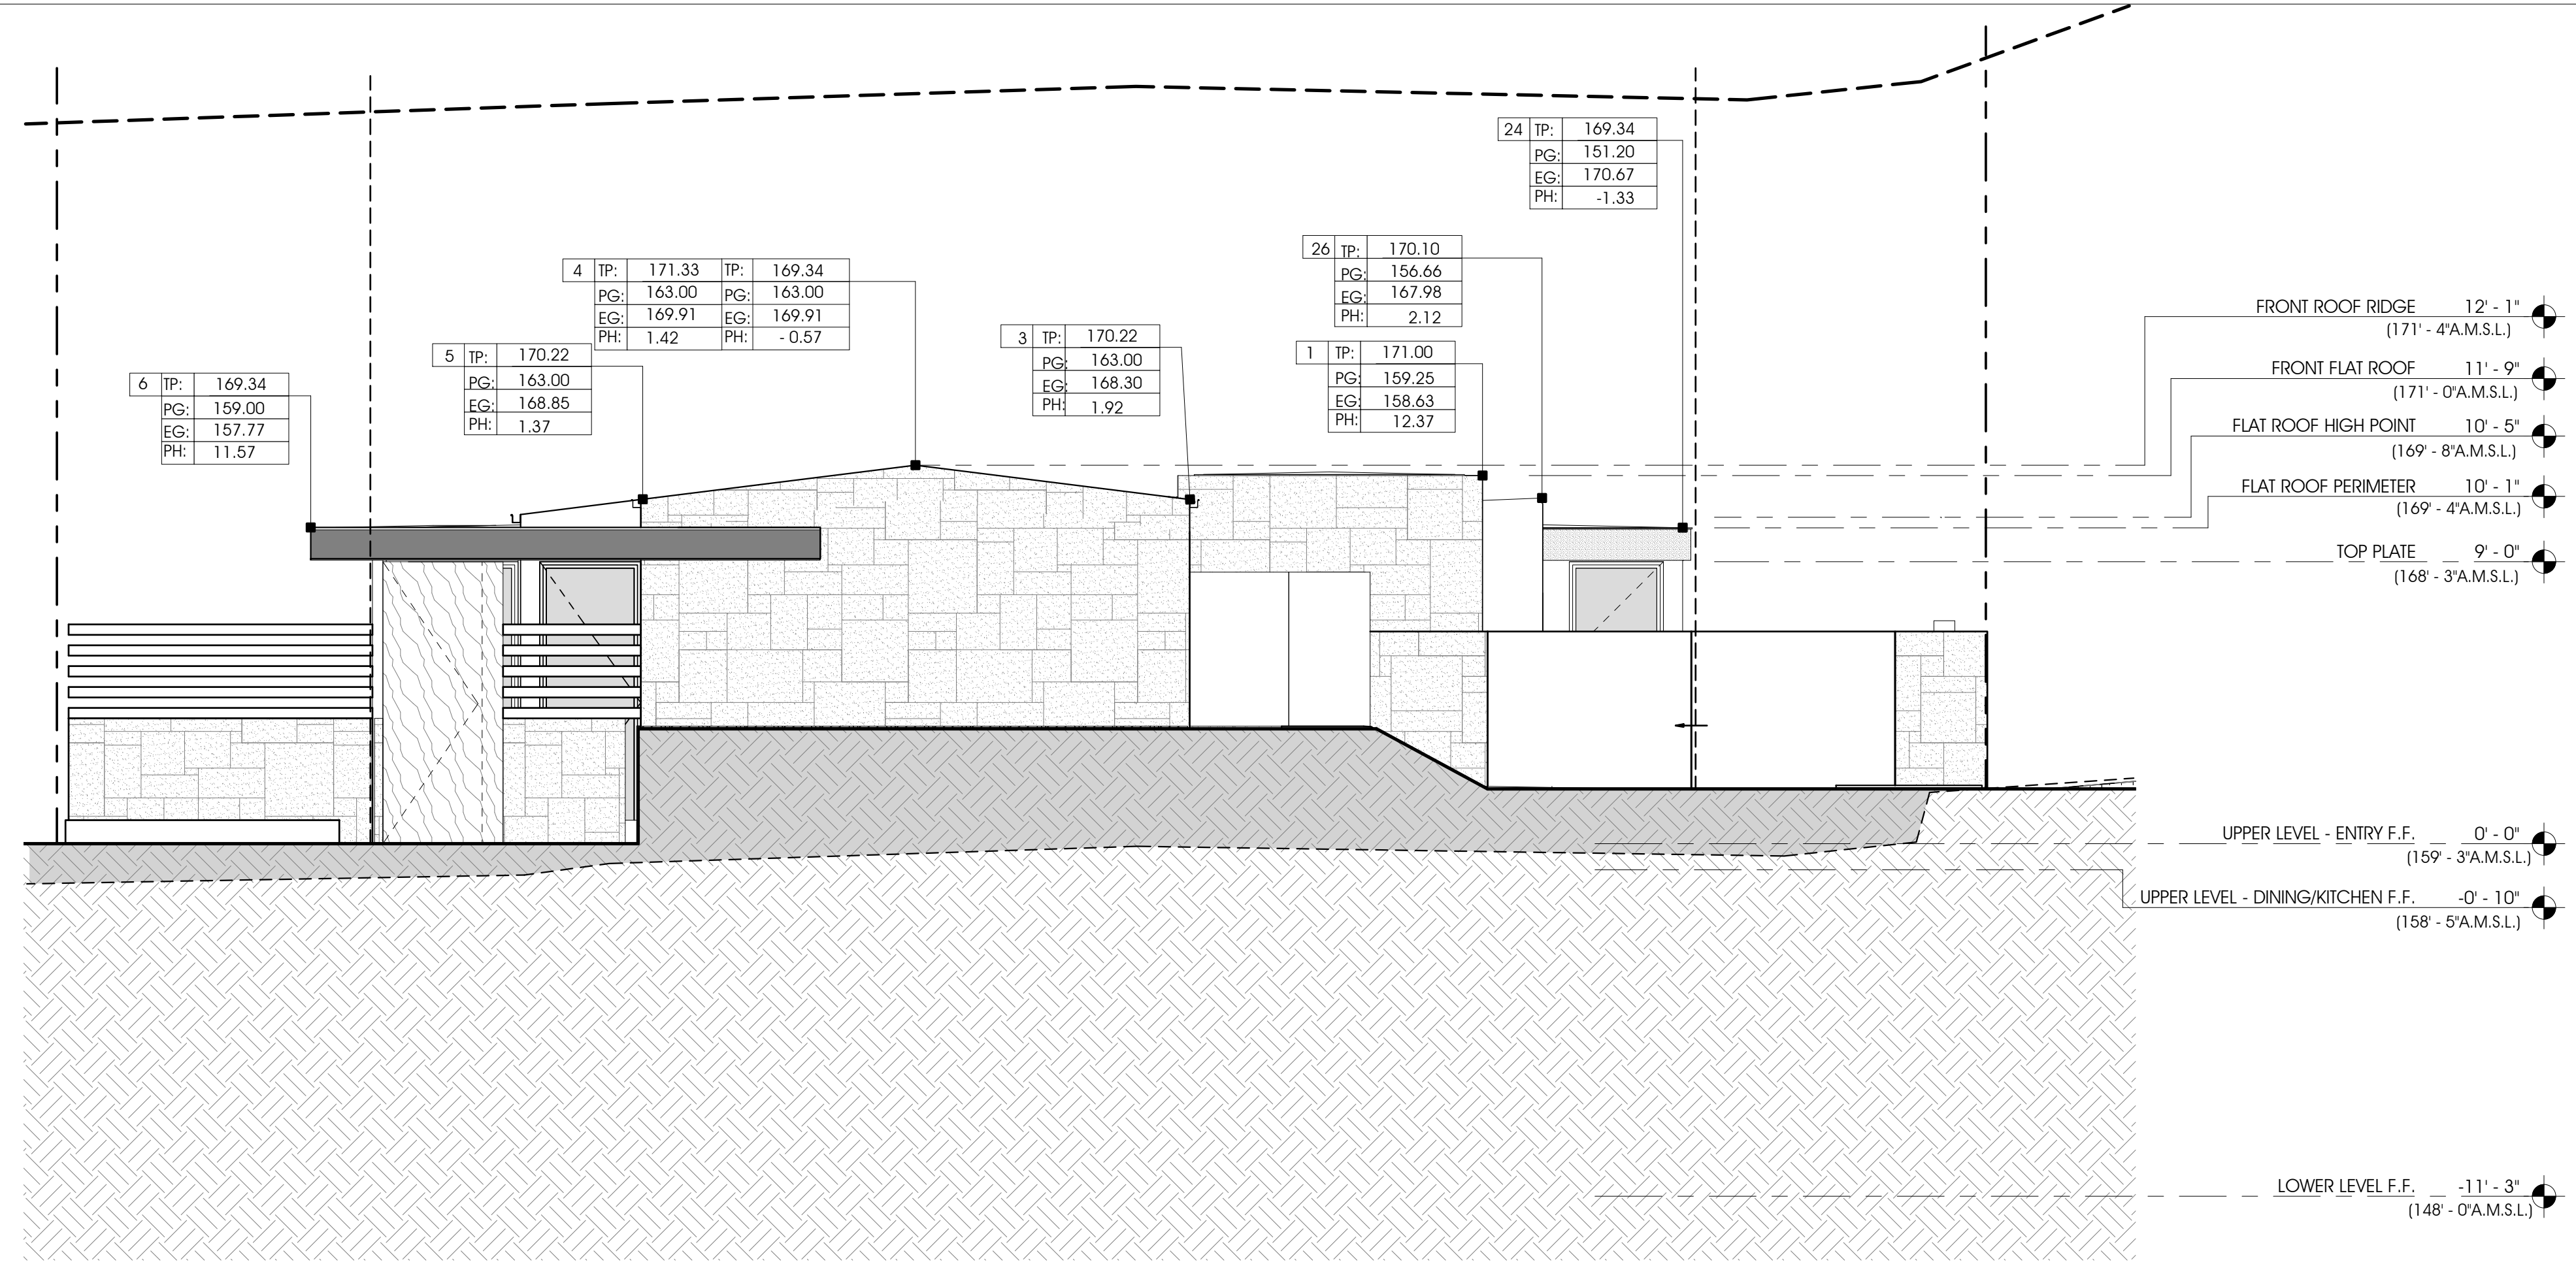 24 TP: 169.34
PG: 151.20
EG: 170.67
PH: -1.33
26 TP: 170.10
PG: 156.66
EG: 167.98
PH: 2.12
4 TP: 171.33 TP: 169.34
PG: 163.00 PG: 163.00
EG: 169.91 EG: 169.91
PH: 1.42 PH: - 0.57
3 TP: 170.22
PG: 163.00
EG: 168.30
PH: 1.92
1 TP: 171.00
PG: 159.25
EG: 158.63
PH: 12.37
5 TP: 170.22
PG: 163.00
EG: 168.85
PH: 1.37
6 TP: 169.34
PG: 159.00
EG: 157.77
PH: 11.57
FRONT ROOF RIDGE 12' - 1"
(171' - 4"A.M.S.L.)
FRONT FLAT ROOF 11' - 9"
(171' - 0"A.M.S.L.)
FLAT ROOF HIGH POINT 10' - 5"
(169' - 8"A.M.S.L.)
FLAT ROOF PERIMETER 10' - 1"
(169' - 4"A.M.S.L.)
TOP PLATE 9' - 0"
(168' - 3"A.M.S.L.)
UPPER LEVEL - ENTRY F.F. 0' - 0"
(159' - 3"A.M.S.L.)
UPPER LEVEL - DINING/KITCHEN F.F. -0' - 10"
(158' - 5"A.M.S.L.)
LOWER LEVEL F.F. -11' - 3"
(148' - 0"A.M.S.L.)